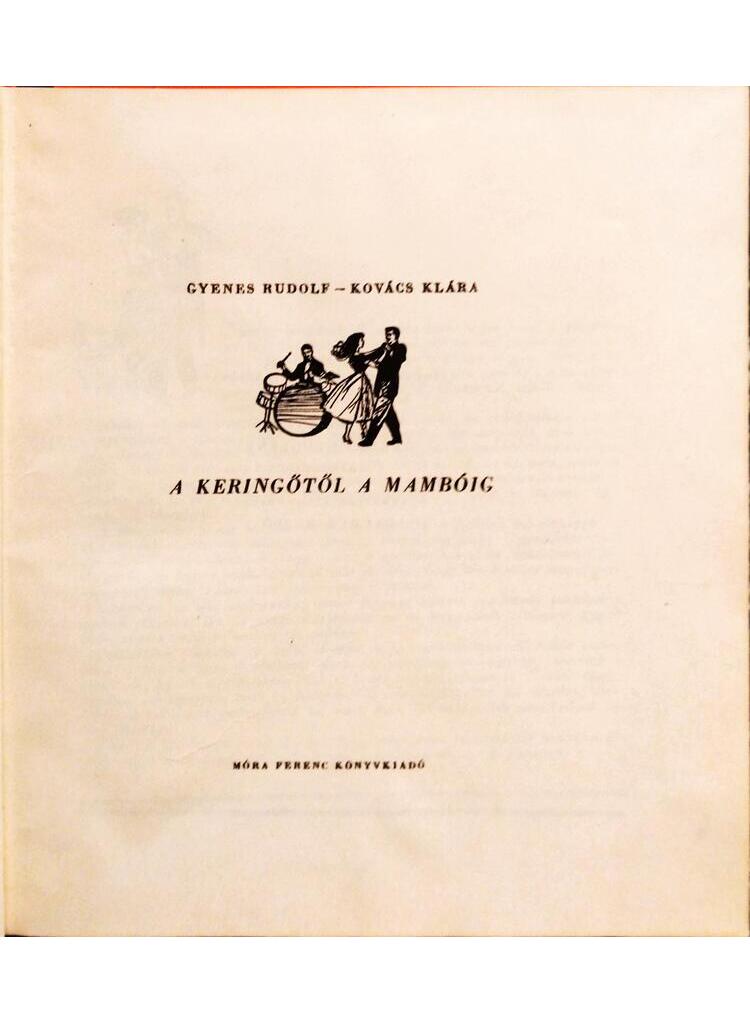 GYENES RUDOLF – KOVÁCS KLÁRA
A KERINGŐTŐL A MAMBÓIG
MÓRA FERENC KÖNYVKIADÓ